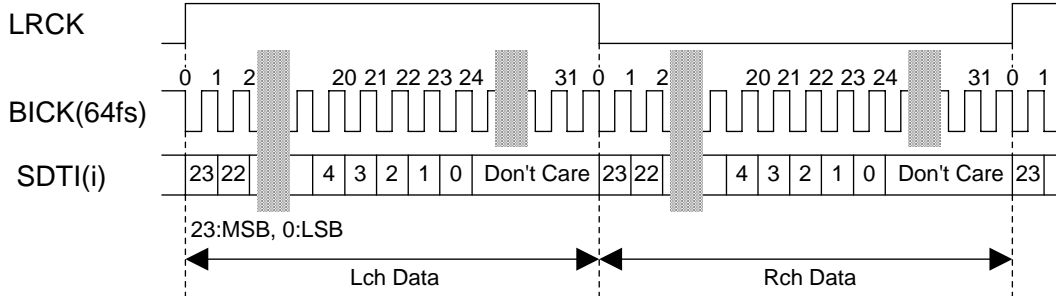 LRCK
0 1 2 20 21 22 23 24 31 0 1 2 20 21 22 23 24 31 0 1
BICK(64fs)
SDTI(i) 23 22 4 3 2 1 0 Don't Care 23 22 4 3 2 1 0 Don't Care 23
23:MSB, 0:LSB
Lch Data Rch Data